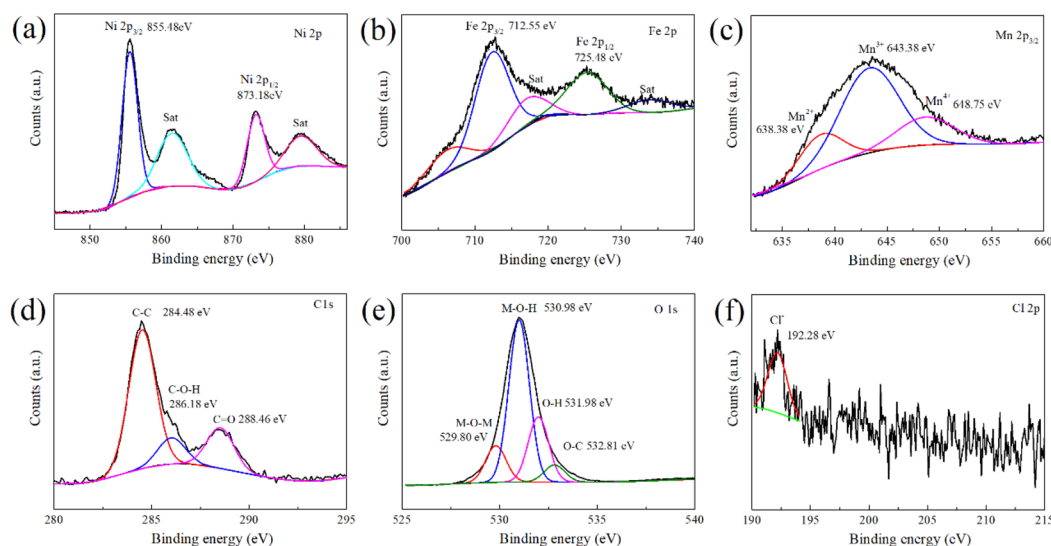 (a)
Ni 2p3/2 855.48eV
Ni 2p
Ni 2p1/2
873.18eV
Sat
Sat
Counts (a.u.)
850 860 870 880
Binding energy (eV)
(b)
Fe 2p3/2 712.55 eV
Fe 2p
Fe 2p1/2
725.48 eV
Sat
Sat
Counts (a.u.)
700 710 720 730 740
Binding energy (eV)
(c)
Mn 2p3/2
Mn3+ 643.38 eV
Mn4+
648.75 eV
Mn2+
638.38 eV
Counts (a.u.)
635 640 645 650 655 660
Binding energy (eV)
(d)
C1s
C-C 284.48 eV
C-O-H
286.18 eV
C=O 288.46 eV
Counts (a.u.)
280 285 290 295
Binding energy (eV)
(e)
M-O-H 530.98 eV
O 1s
O-H 531.98 eV
M-O-M
529.80 eV
O-C 532.81 eV
Counts (a.u.)
525 530 535 540
Binding energy (eV)
(f)
Cl 2p
Cl-
192.28 eV
Counts (a.u.)
190 195 200 205 210 215
Binding energy (eV)